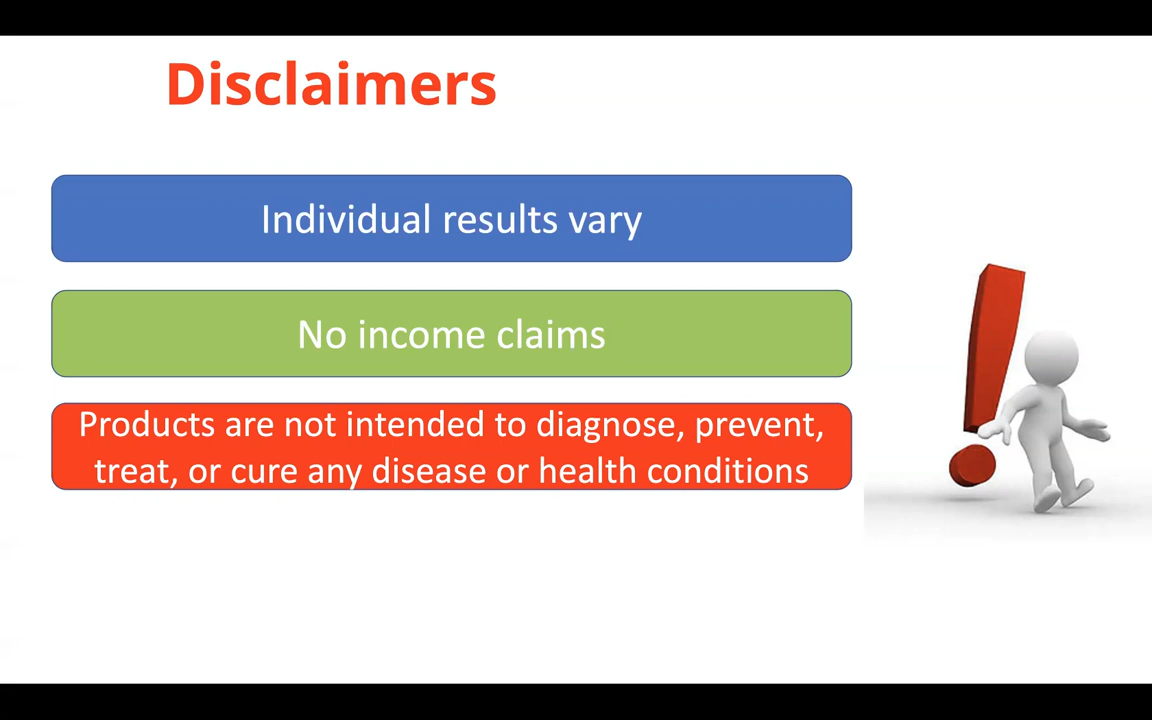 Disclaimers
Individual results vary
No income claims
Products are not intended to diagnose, prevent,
treat, or cure any disease or health conditions